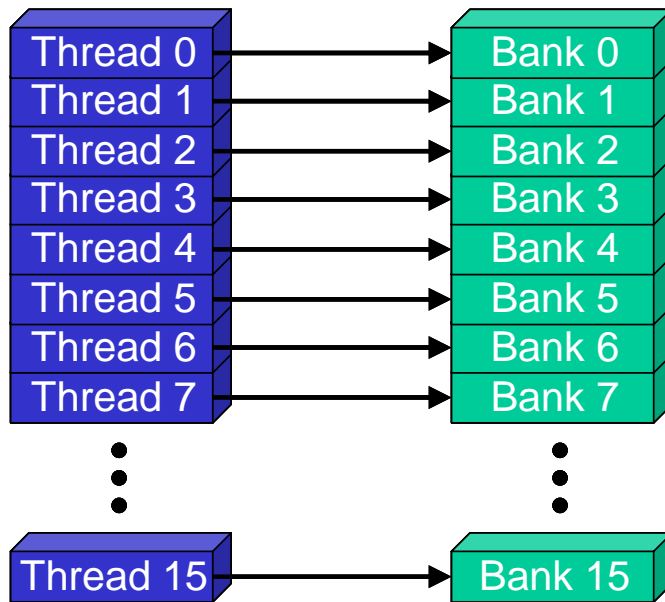 Thread 0
Bank 0
Thread 1
Bank 1
Thread 2
Bank 2
Thread 3
Bank 3
Thread 4
Bank 4
Thread 5
Bank 5
Thread 6
Bank 6
Thread 7
Bank 7
Thread 15
Bank 15